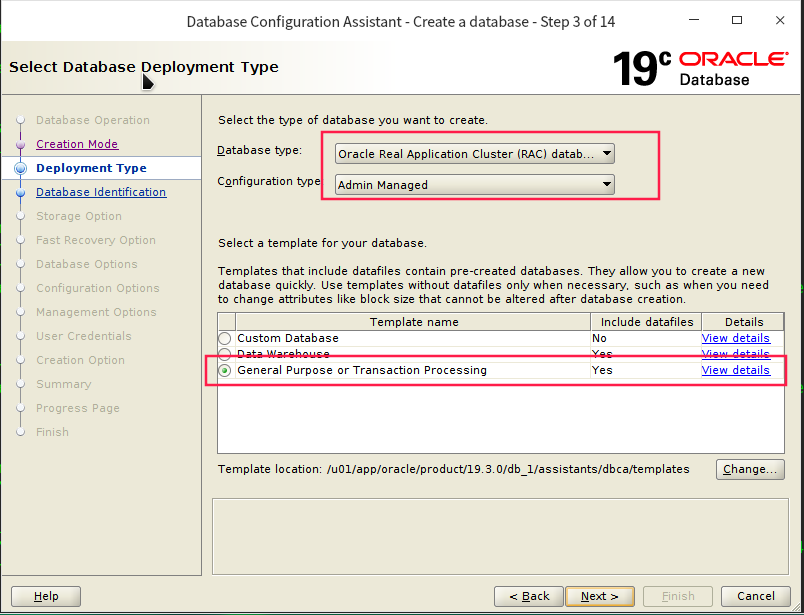 Database Configuration Assistant - Create a database - Step 3 of 14
Select Database Deployment Type
19c ORACLE
Database
Database Operation
Creation Mode
Deployment Type
Database Identification
Storage Option
Fast Recovery Option
Database Options
Configuration Options
Management Options
User Credentials
Creation Option
Summary
Progress Page
Finish
Select the type of database you want to create.
Database type: Oracle Real Application Cluster (RAC) datab...
Configuration type Admin Managed
Select a template for your database.
Templates that include datafiles contain pre-created databases. They allow you to create a new
database quickly. Use templates without datafiles only when necessary, such as when you need
to change attributes like block size that cannot be altered after database creation.
Template name Include datafiles Details
Custom Database No View details
Data Warehouse Yes View details
General Purpose or Transaction Processing Yes View details
Template location: /u01/app/oracle/product/19.3.0/db_1/assistants/dbca/templates Change...
Help < Back Next > Finish Cancel